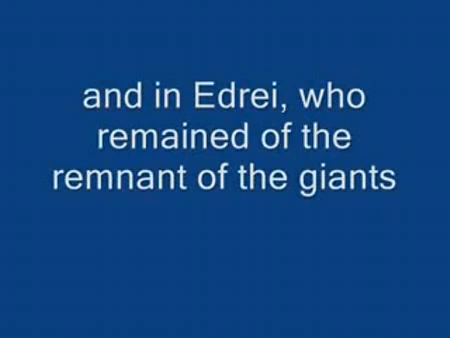 and in Edrei, who
remained of the
remnant of the giants